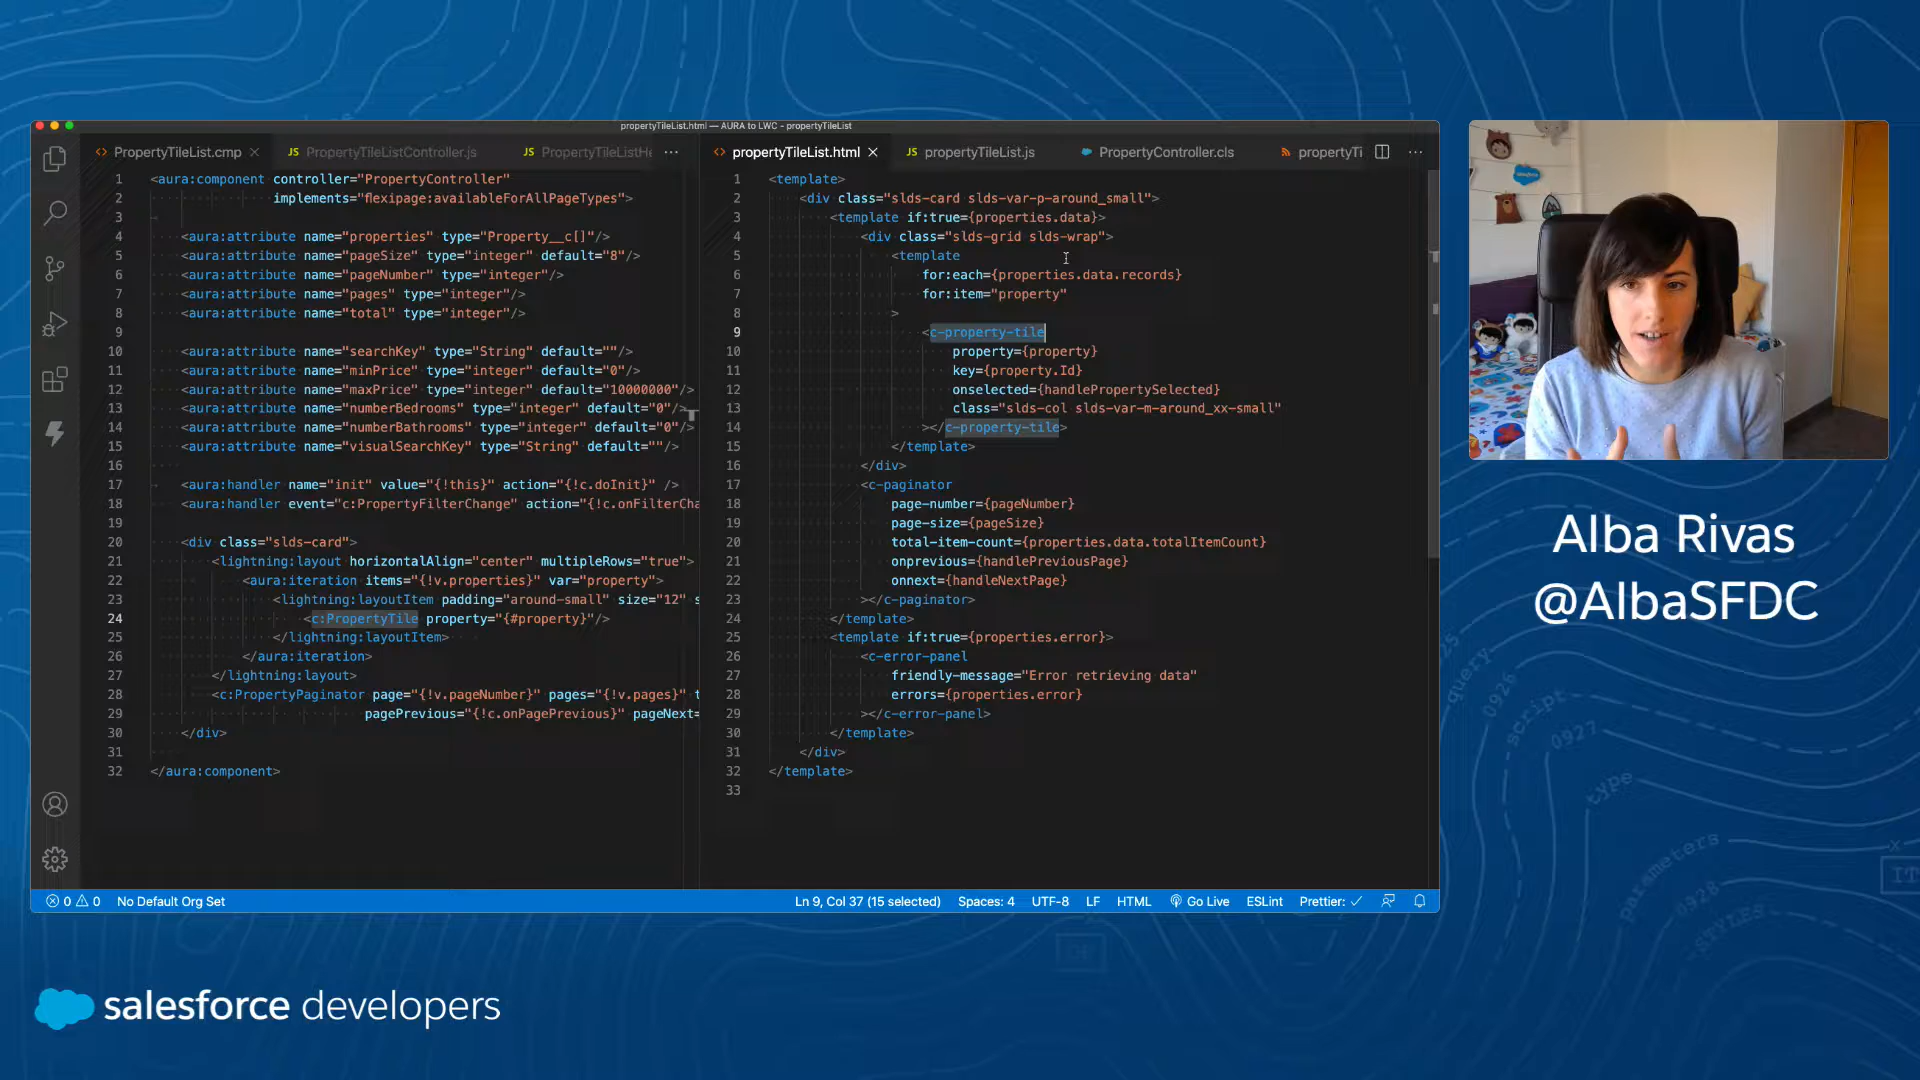 propertyTileList.html — AURA to LWC - propertyTileList
PropertyTileList.cmp
JS PropertyTileListController.js
JS PropertyTileListHe
1 <aura:component controller="PropertyController"
2 implements="flexipage:availableForAllPageTypes">
3
4 <aura:attribute name="properties" type="Property__c[]"/>
5 <aura:attribute name="pageSize" type="integer" default="8"/>
6 <aura:attribute name="pageNumber" type="integer"/>
7 <aura:attribute name="pages" type="integer"/>
8 <aura:attribute name="total" type="integer"/>
9
10 <aura:attribute name="searchKey" type="String" default=""/>
11 <aura:attribute name="minPrice" type="integer" default="0"/>
12 <aura:attribute name="maxPrice" type="integer" default="10000000"/>
13 <aura:attribute name="numberBedrooms" type="integer" default="0"/>
14 <aura:attribute name="numberBathrooms" type="integer" default="0"/>
15 <aura:attribute name="visualSearchKey" type="String" default=""/>
16
17 <aura:handler name="init" value="{!this}" action="{!c.doInit}" />
18 <aura:handler event="c:PropertyFilterChange" action="{!c.onFilterCha
19
20 <div class="slds-card">
21 <lightning:layout horizontalAlign="center" multipleRows="true">
22 <aura:iteration items="{!v.properties}" var="property">
23 <lightning:layoutItem padding="around-small" size="12" s
24 <c:PropertyTile property="{#property}"/>
25 </lightning:layoutItem>
26 </aura:iteration>
27 </lightning:layout>
28 <c:PropertyPaginator page="{!v.pageNumber}" pages="{!v.pages}" t
29 pagePrevious="{!c.onPagePrevious}" pageNext=
30 </div>
31
32 </aura:component>
propertyTileList.html
JS propertyTileList.js
PropertyController.cls
propertyTi
1 <template>
2 <div class="slds-card slds-var-p-around_small">
3 <template if:true={properties.data}>
4 <div class="slds-grid slds-wrap">
5 <template
6 for:each={properties.data.records}
7 for:item="property"
8 >
9 <c-property-tile
10 property={property}
11 key={property.Id}
12 onselected={handlePropertySelected}
13 class="slds-col slds-var-m-around_xx-small"
14 ></c-property-tile>
15 </template>
16 </div>
17 <c-paginator
18 page-number={pageNumber}
19 page-size={pageSize}
20 total-item-count={properties.data.totalItemCount}
21 onprevious={handlePreviousPage}
22 onnext={handleNextPage}
23 ></c-paginator>
24 </template>
25 <template if:true={properties.error}>
26 <c-error-panel
27 friendly-message="Error retrieving data"
28 errors={properties.error}
29 ></c-error-panel>
30 </template>
31 </div>
32 </template>
33
0 0 No Default Org Set
Ln 9, Col 37 (15 selected) Spaces: 4 UTF-8 LF HTML Go Live ESLint Prettier:
Alba Rivas
@AlbaSFDC
query
0926
script
0927
type
parameters
0928
STYLES
IT
salesforce developers